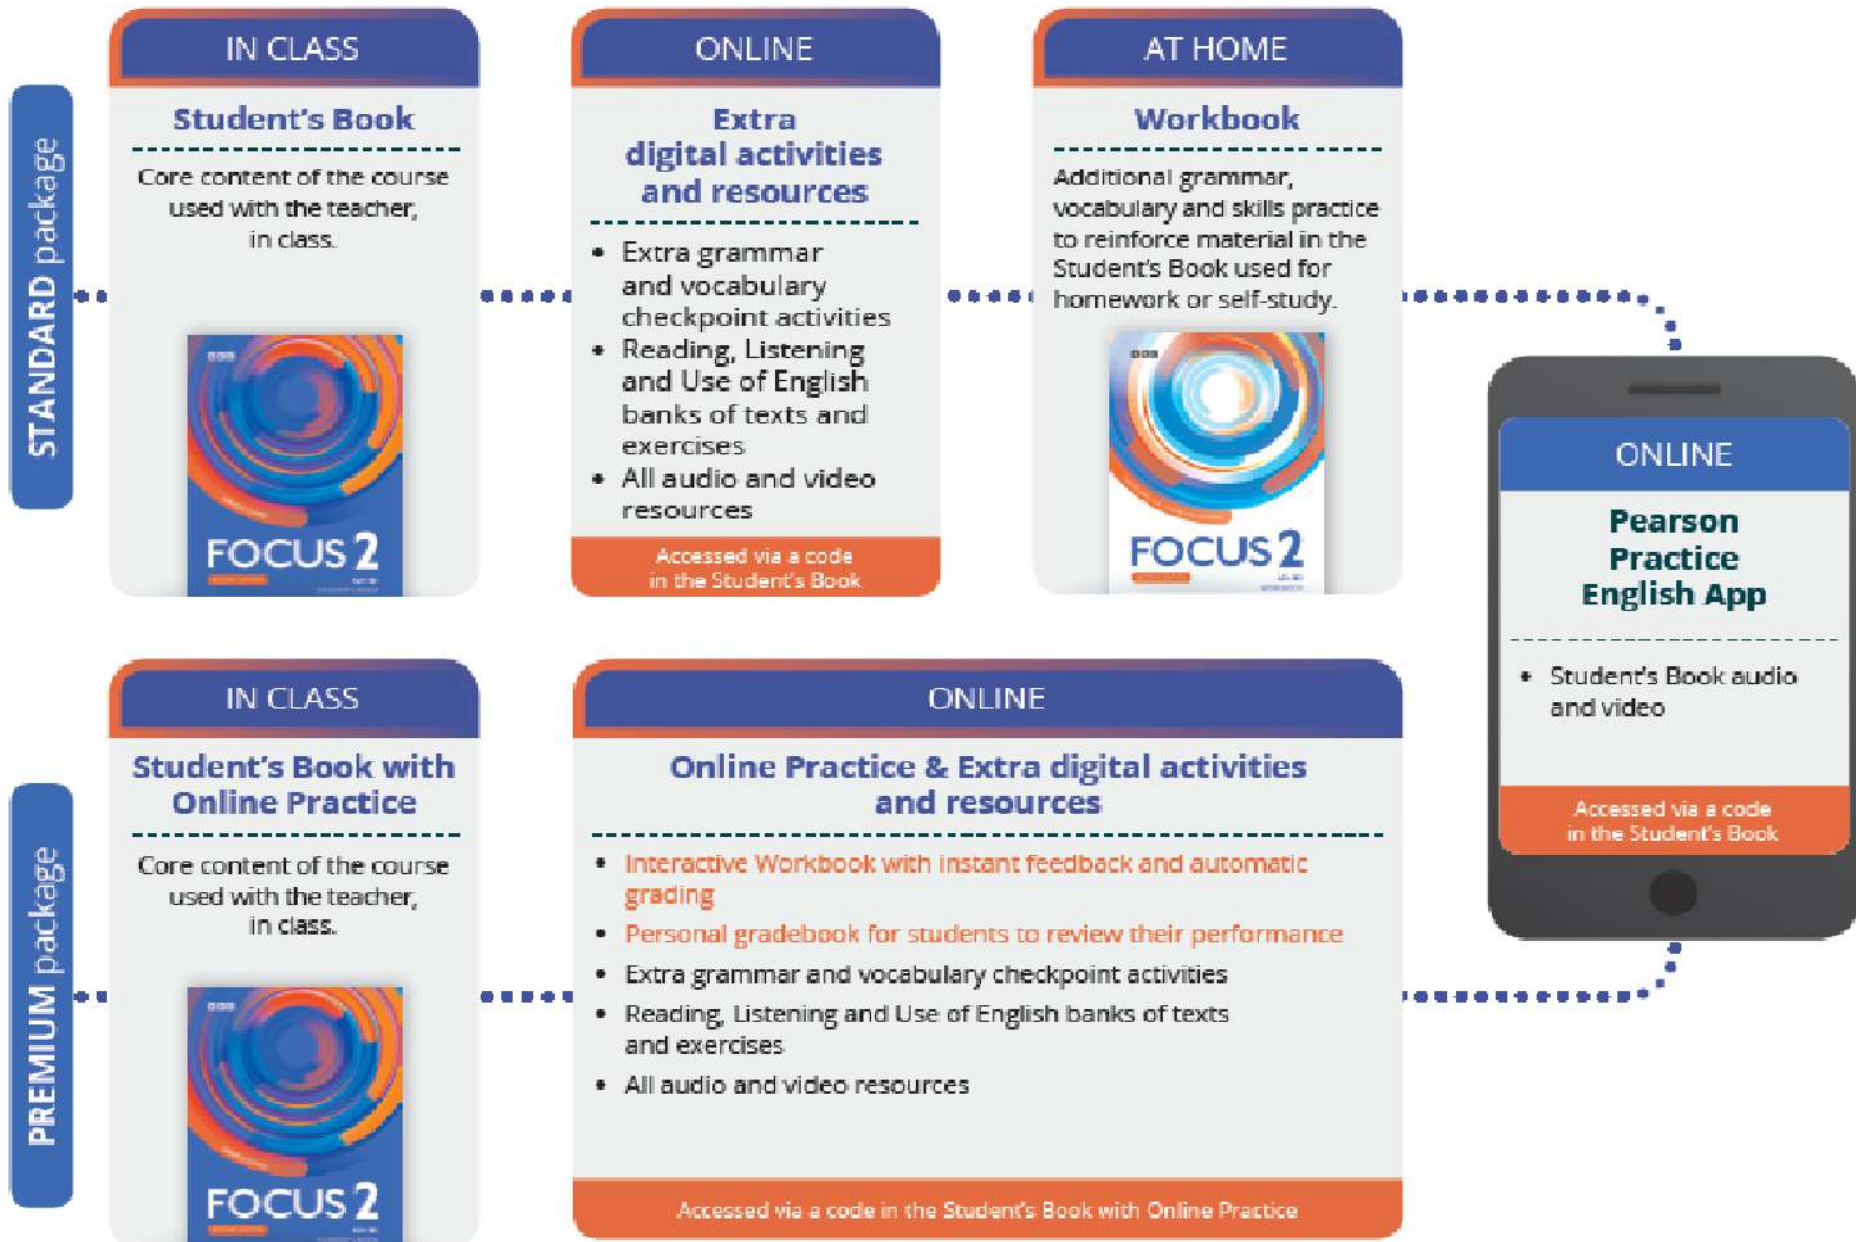 STANDARD package
IN CLASS
Student's Book
Core content of the course
used with the teacher,
in class.
BBC
FOCUS 2
ONLINE
Extra
digital activities
and resources
• Extra grammar
and vocabulary
checkpoint activities
• Reading, Listening
and Use of English
banks of texts and
exercises
• All audio and video
resources
Accessed via a code
in the Student's Book
AT HOME
Workbook
Additional grammar,
vocabulary and skills practice
to reinforce material in the
Student's Book used for
homework or self-study.
BBC
FOCUS 2
ONLINE
Pearson
Practice
English App
• Student's Book audio
and video
Accessed via a code
in the Student's Book
PREMIUM package
IN CLASS
Student's Book with
Online Practice
Core content of the course
used with the teacher,
in class.
BBC
FOCUS 2
ONLINE
Online Practice & Extra digital activities
and resources
• Interactive Workbook with instant feedback and automatic
grading
• Personal gradebook for students to review their performance
• Extra grammar and vocabulary checkpoint activities
• Reading, Listening and Use of English banks of texts
and exercises
• All audio and video resources
Accessed via a code in the Student's Book with Online Practice